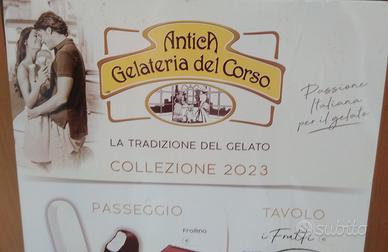 Antica
Gelateria del Corso
Passione
Italiana
per il gelato
LA TRADIZIONE DEL GELATO
COLLEZIONE 2023
PASSEGGIO
TAVOLO
Frollino
€
i Frutti
subito